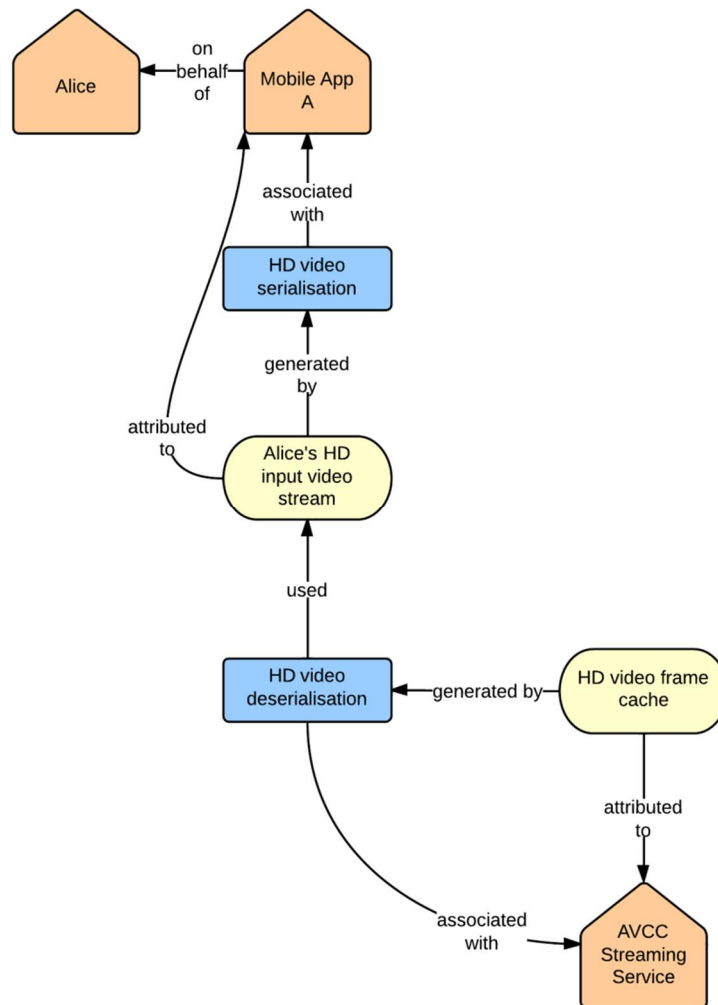 on
behalf
of
Alice
Mobile App
A
associated
with
HD video
serialisation
generated
by
attributed
to
Alice's HD
input video
stream
used
HD video
deserialisation
generated by
HD video frame
cache
attributed
to
associated
with
AVCC
Streaming
Service